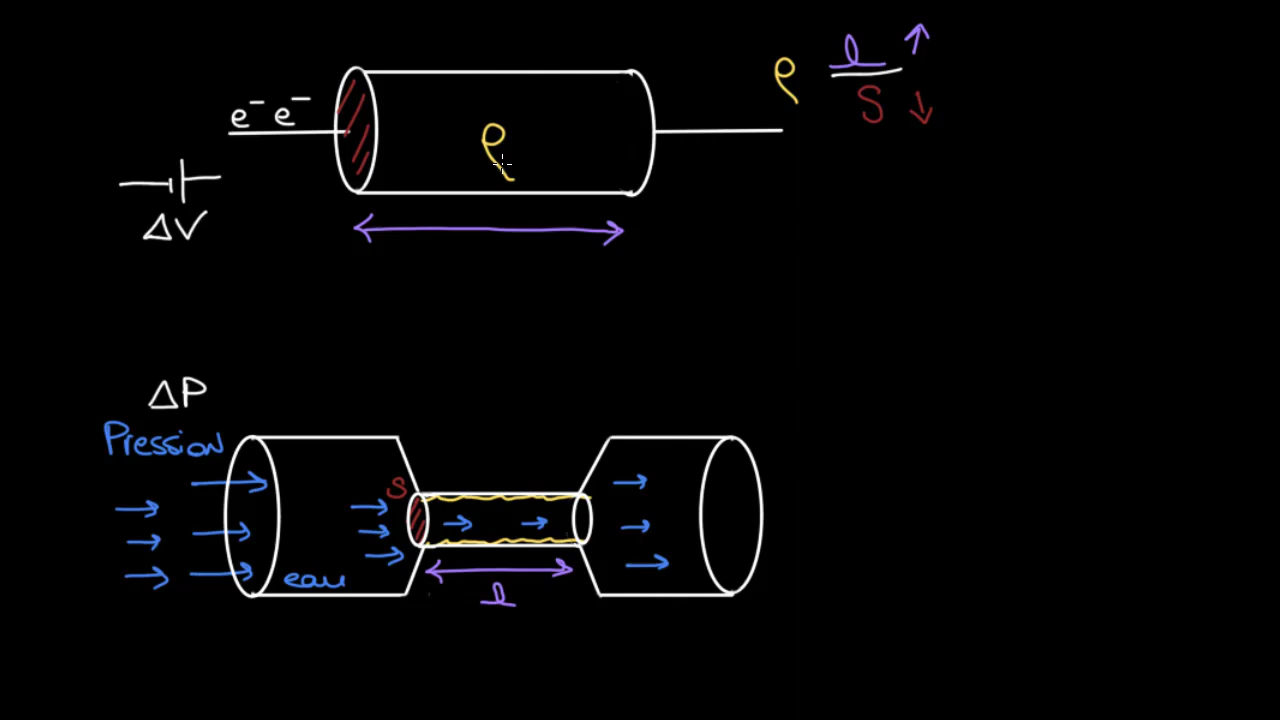 e⁻ e⁻
ρ
ρ l/S
ΔV
ΔP
Pression
S
eau
l